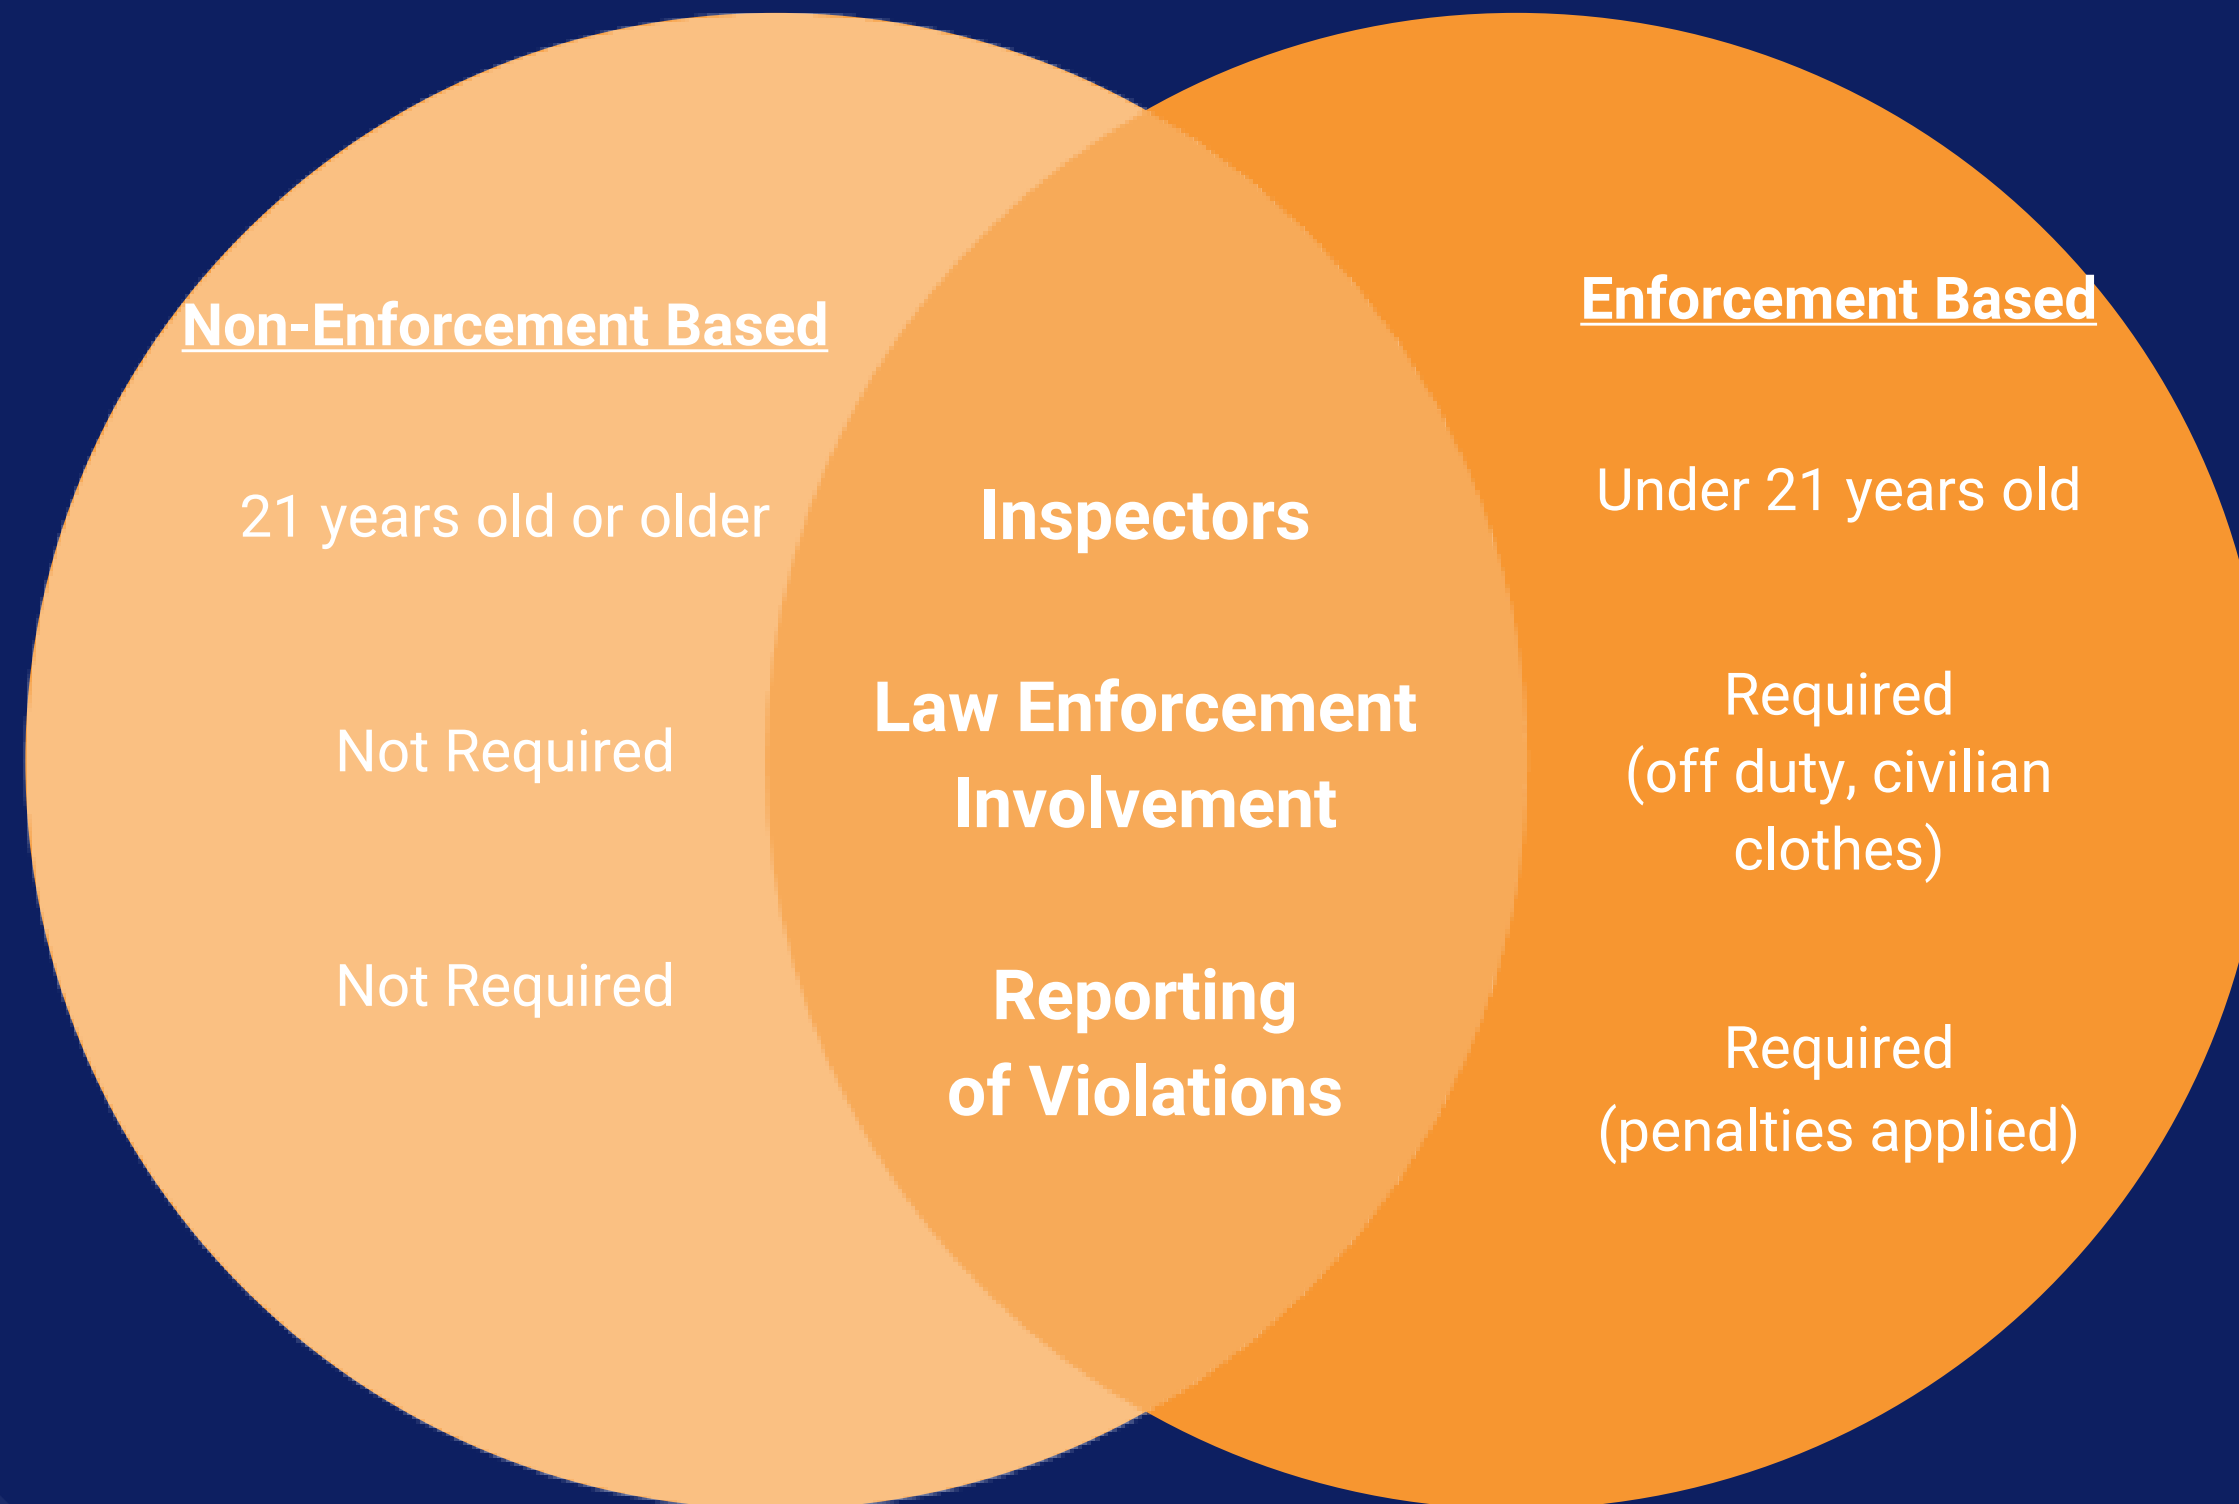 Non-Enforcement Based
21 years old or older
Not Required
Not Required
Inspectors
Law Enforcement
Involvement
Reporting
of Violations
Enforcement Based
Under 21 years old
Required
(off duty, civilian
clothes)
Required
(penalties applied)